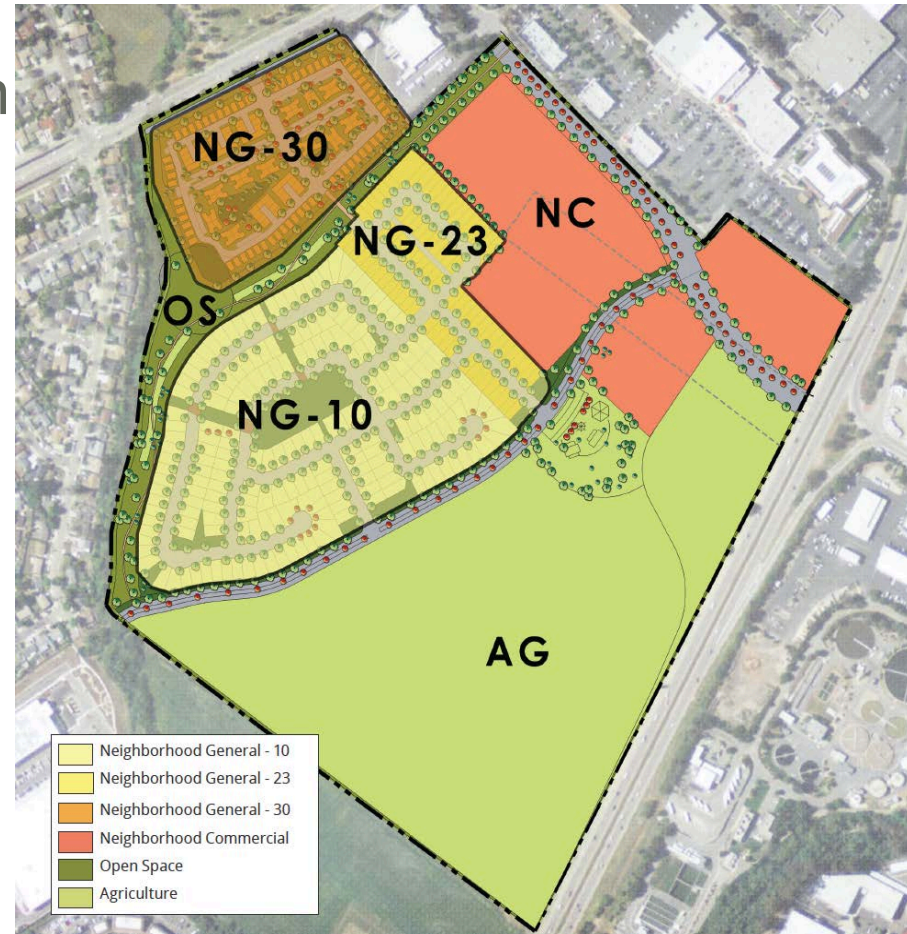 n
NG-30
NG-23
NC
OS
NG-10
AG
Neighborhood General - 10
Neighborhood General - 23
Neighborhood General - 30
Neighborhood Commercial
Open Space
Agriculture